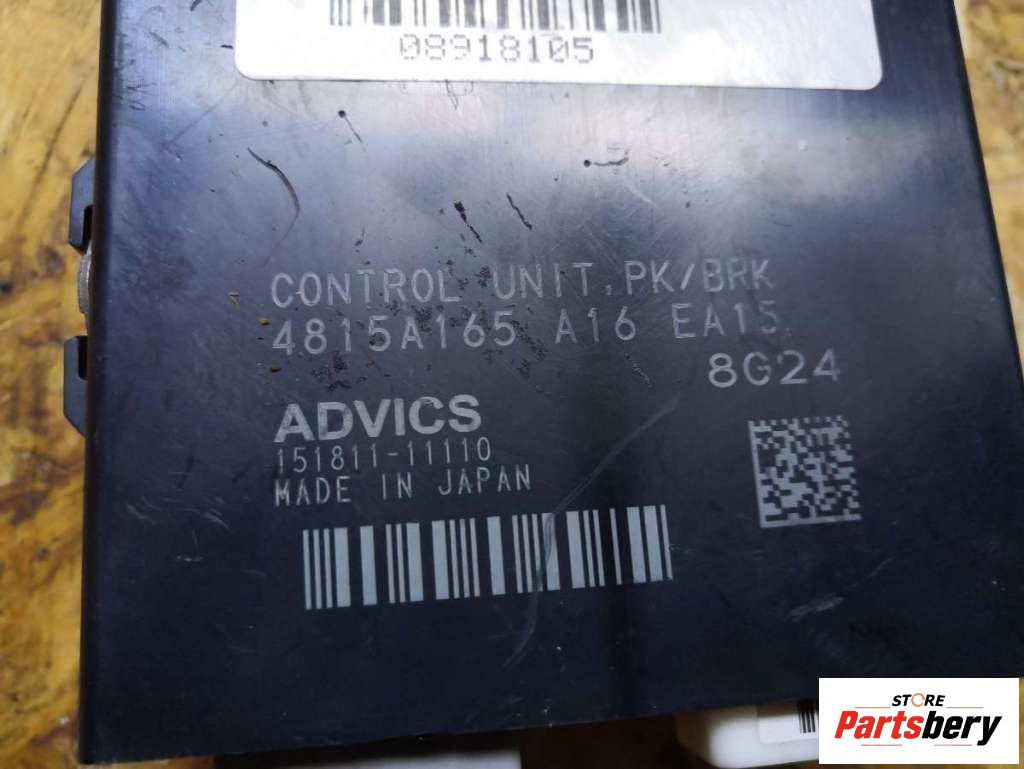 08918105
CONTROL UNIT,PK/BRK
4815A165 A16 EA15
8G24
ADVICS
151811-11110
MADE IN JAPAN
STORE
Partsbery